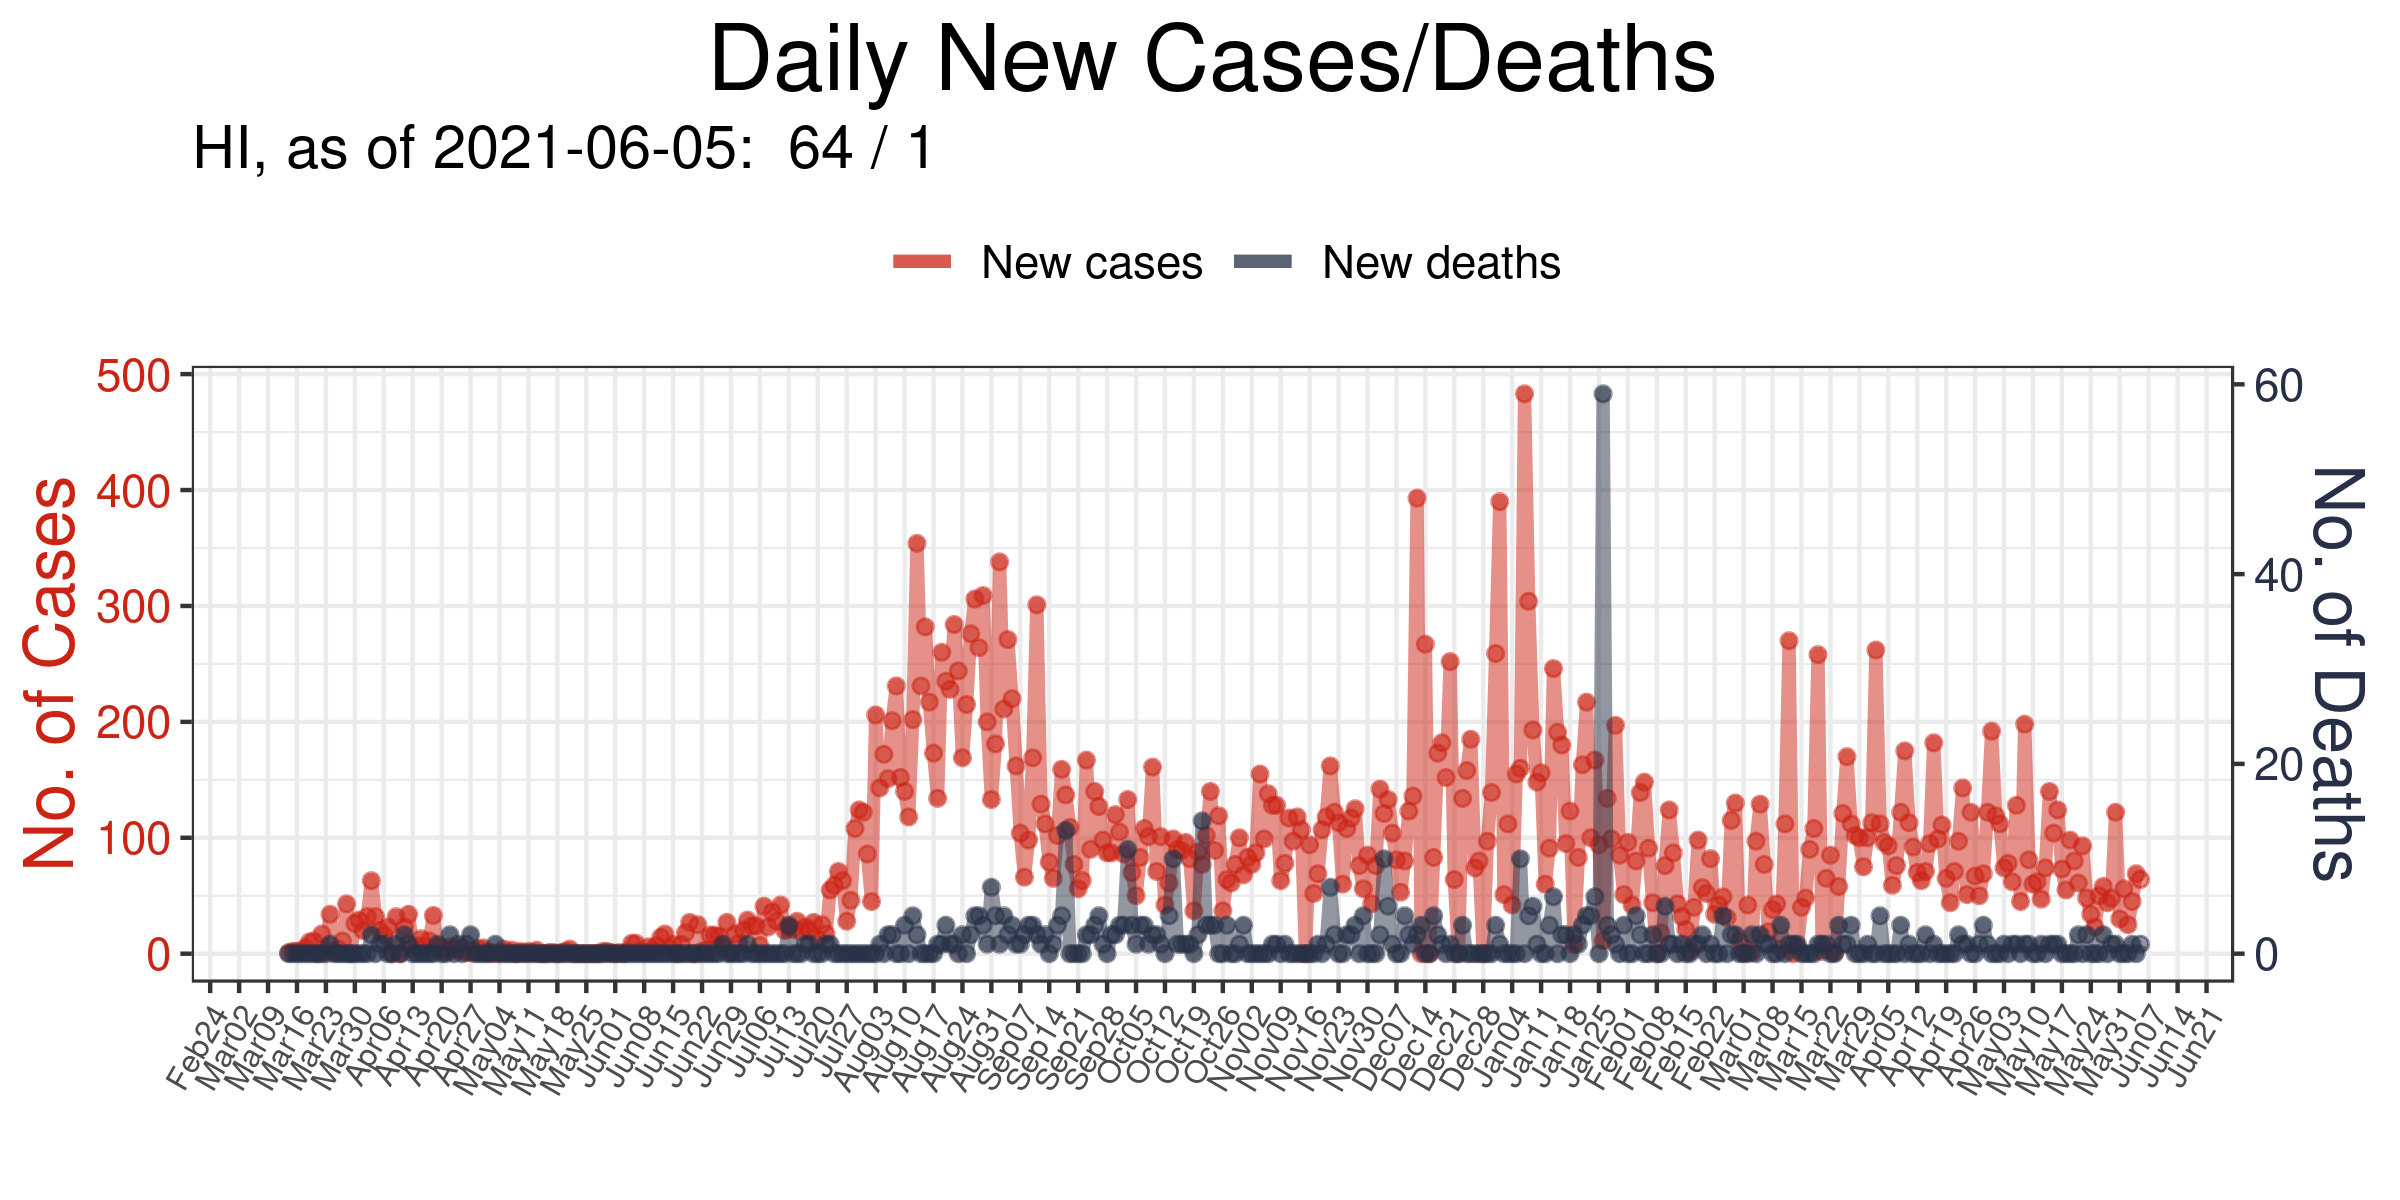 Daily New Cases/Deaths
HI, as of 2021-06-05:  64 / 1
New cases
New deaths
No. of Cases
500
400
300
200
100
0
60
40
20
0
No. of Deaths
Feb24
Mar02
Mar09
Mar16
Mar23
Mar30
Apr06
Apr13
Apr20
Apr27
May04
May11
May18
May25
Jun01
Jun08
Jun15
Jun22
Jun29
Jul06
Jul13
Jul20
Jul27
Aug03
Aug10
Aug17
Aug24
Aug31
Sep07
Sep14
Sep21
Sep28
Oct05
Oct12
Oct19
Oct26
Nov02
Nov09
Nov16
Nov23
Nov30
Dec07
Dec14
Dec21
Dec28
Jan04
Jan11
Jan18
Jan25
Feb01
Feb08
Feb15
Feb22
Mar01
Mar08
Mar15
Mar22
Mar29
Apr05
Apr12
Apr19
Apr26
May03
May10
May17
May24
May31
Jun07
Jun14
Jun21